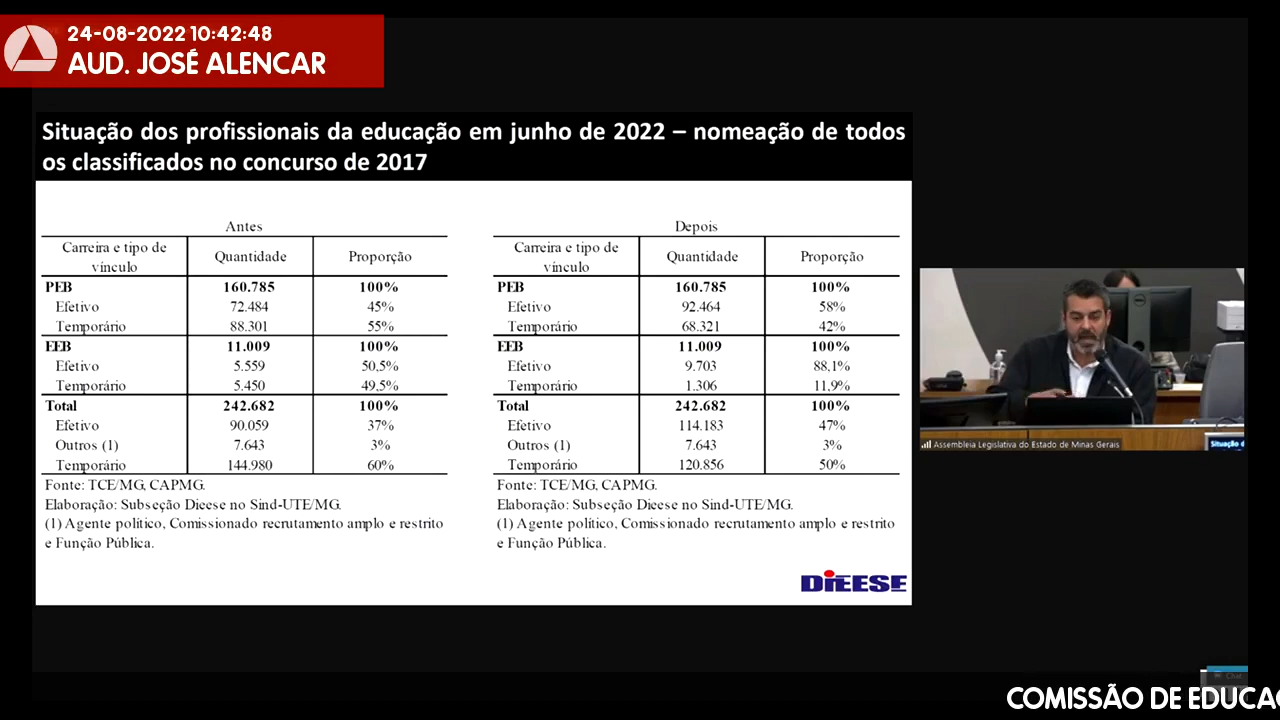 24-08-2022 10:42:48
AUD. JOSÉ ALENCAR
Situação dos profissionais da educação em junho de 2022 – nomeação de todos
os classificados no concurso de 2017
Antes
Carreira e tipo de
vínculo
Quantidade
Proporção
PEB 160.785 100%
Efetivo 72.484 45%
Temporário 88.301 55%
EEB 11.009 100%
Efetivo 5.559 50,5%
Temporário 5.450 49,5%
Total 242.682 100%
Efetivo 90.059 37%
Outros (1) 7.643 3%
Temporário 144.980 60%
Fonte: TCE/MG, CAPMG.
Elaboração: Subseção Dieese no Sind-UTE/MG.
(1) Agente político, Comissionado recrutamento amplo e restrito
e Função Pública.
Depois
Carreira e tipo de
vínculo
Quantidade
Proporção
PEB 160.785 100%
Efetivo 92.464 58%
Temporário 68.321 42%
EEB 11.009 100%
Efetivo 9.703 88,1%
Temporário 1.306 11,9%
Total 242.682 100%
Efetivo 114.183 47%
Outros (1) 7.643 3%
Temporário 120.856 50%
Fonte: TCE/MG, CAPMG.
Elaboração: Subseção Dieese no Sind-UTE/MG.
(1) Agente político, Comissionado recrutamento amplo e restrito
e Função Pública.
DIEESE
Assembleia Legislativa do Estado de Minas Gerais
Situação d
Chat
COMISSÃO DE EDUCA